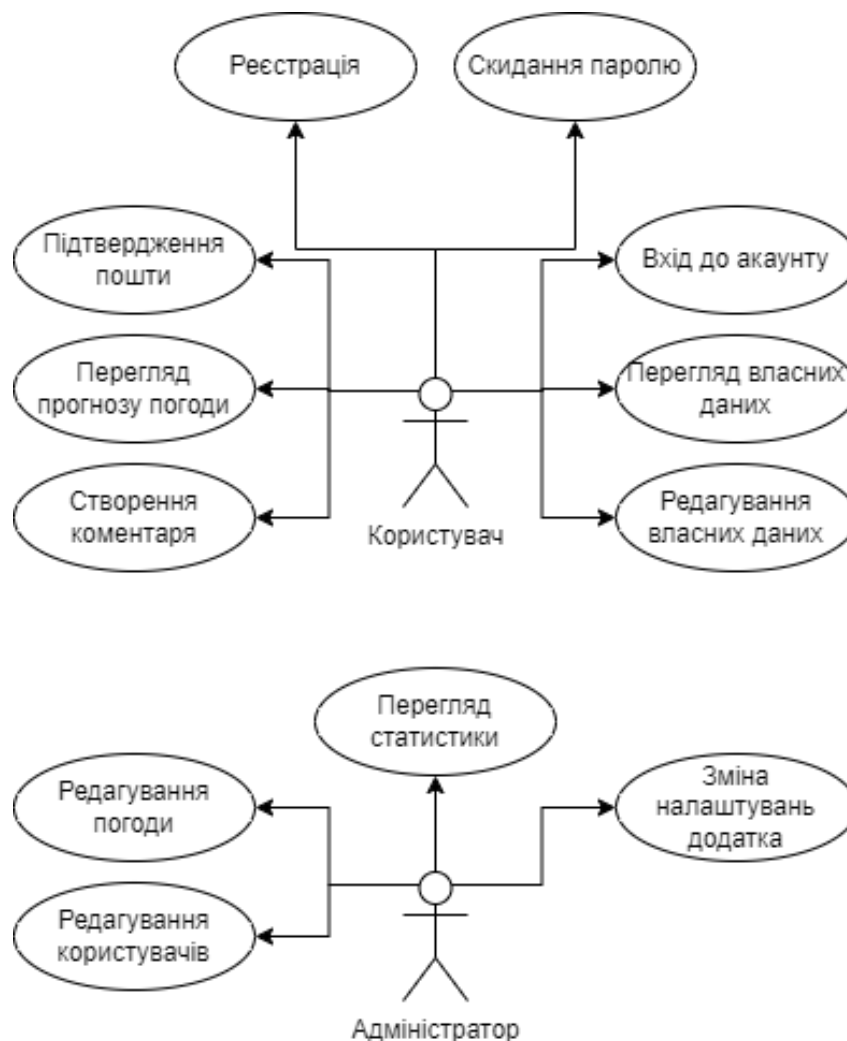 Реєстрація
Скидання паролю
Підтвердження
пошти
Вхід до акаунту
Перегляд
прогнозу погоди
Перегляд власних
даних
Створення
коментаря
Редагування
власних даних
Користувач
Перегляд
статистики
Редагування
погоди
Зміна
налаштувань
додатка
Редагування
користувачів
Адміністратор